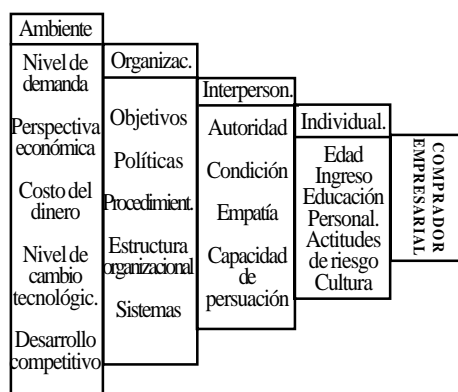 Ambiente
Nivel de
demanda
Perspectiva
económica
Costo del
dinero
Nivel de
cambio
tecnológic.
Desarrollo
competitivo
Organizac.
Objetivos
Políticas
Procedimient.
Estructura
organizacional
Sistemas
Interperson.
Autoridad
Condición
Empatía
Capacidad
de
persuación
Individual.
Edad
Ingreso
Educación
Personal.
Actitudes
de riesgo
Cultura
COMPRADOR
EMPRESARIAL